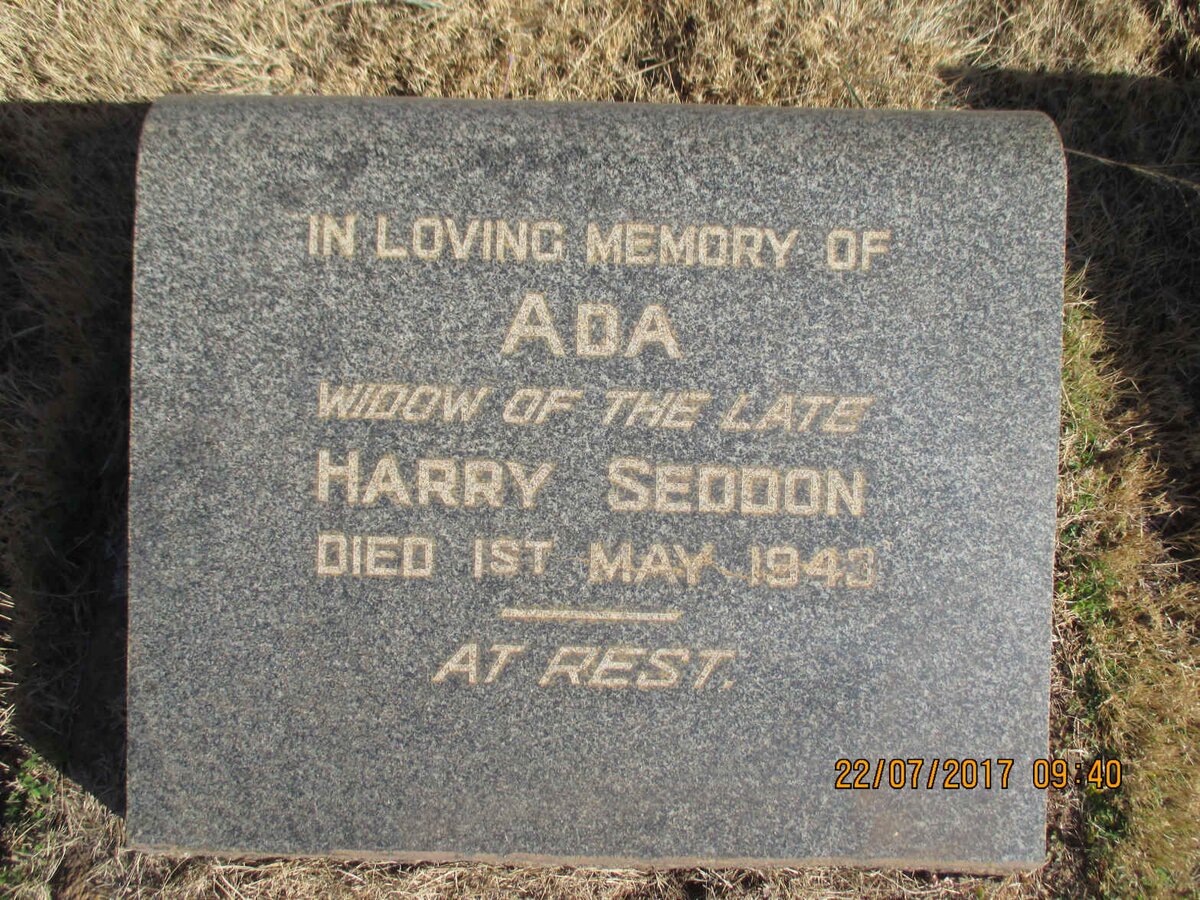 IN LOVING MEMORY OF
ADA
WIDOW OF THE LATE
HARRY SEDDON
DIED 1ST MAY 1943
AT REST.
22/07/2017 09:40